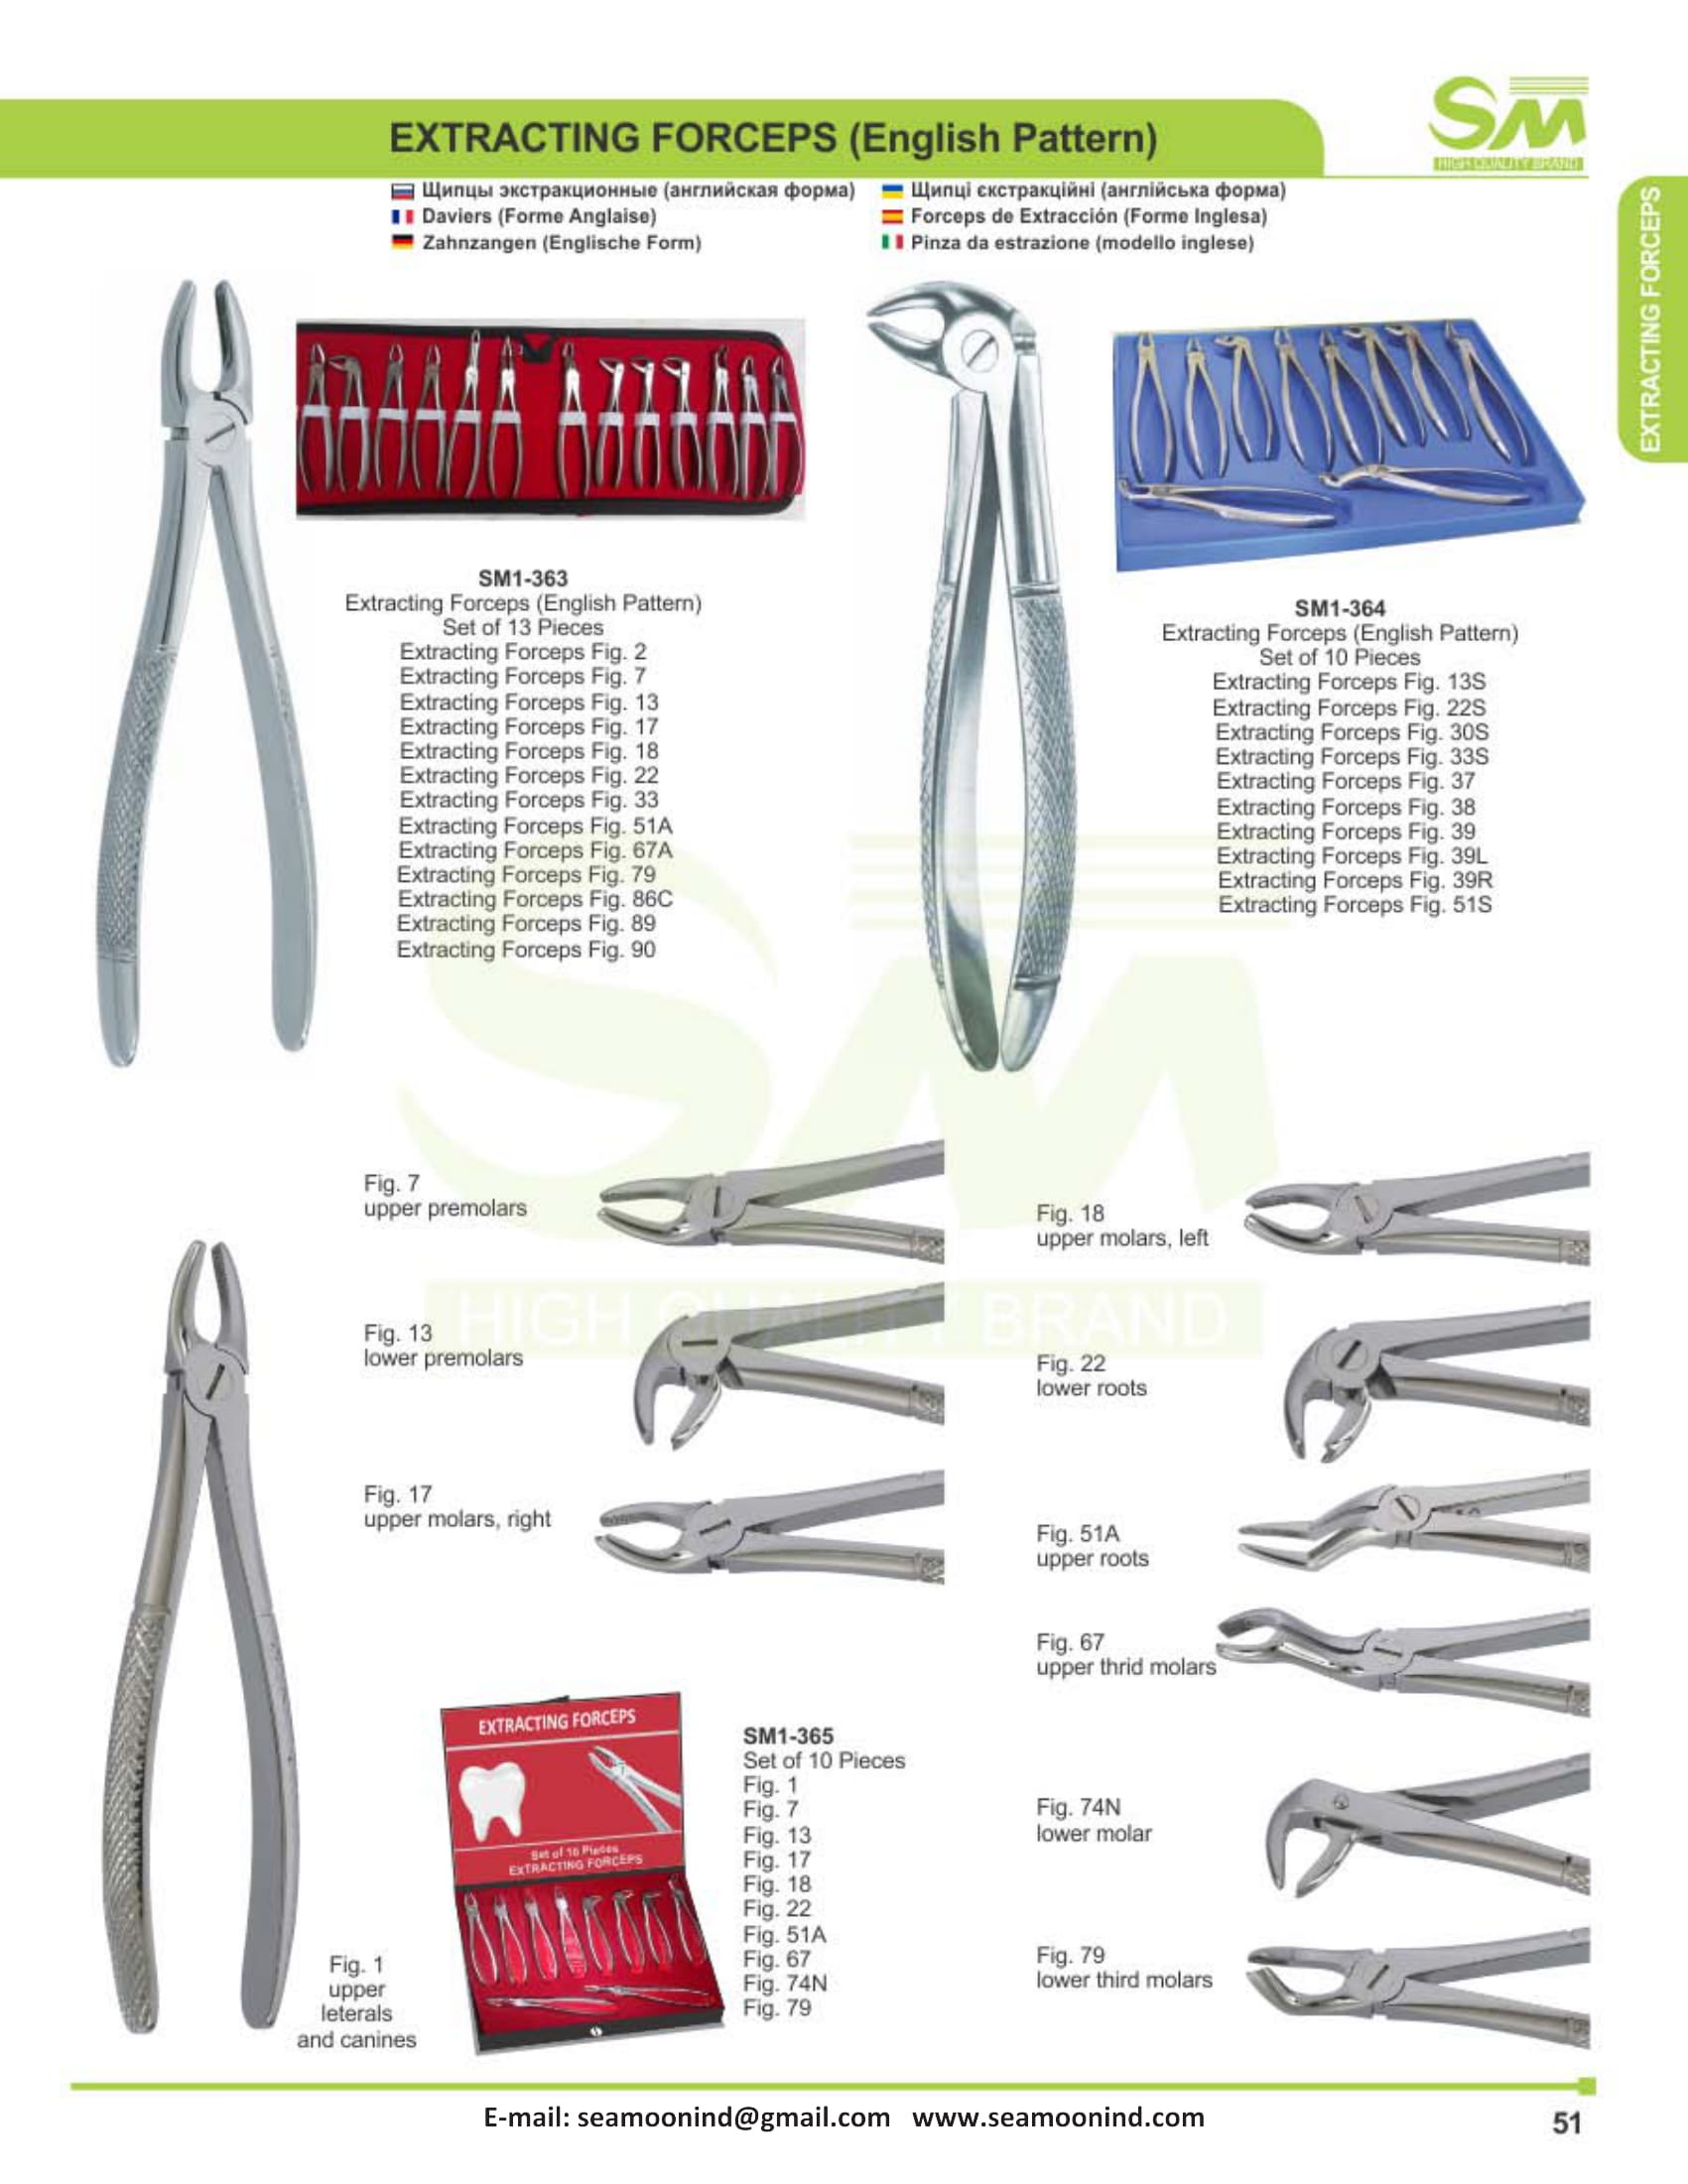 SM
HIGH QUALITY BRAND
EXTRACTING FORCEPS (English Pattern)
Щипцы экстракционные (английская форма)
Daviers (Forme Anglaise)
Zahnzangen (Englische Form)
Щипці єкстракційні (англійська форма)
Forceps de Extracción (Forme Inglesa)
Pinza da estrazione (modello inglese)
EXTRACTING FORCEPS
SM1-363
Extracting Forceps (English Pattern)
Set of 13 Pieces
Extracting Forceps Fig. 2
Extracting Forceps Fig. 7
Extracting Forceps Fig. 13
Extracting Forceps Fig. 17
Extracting Forceps Fig. 18
Extracting Forceps Fig. 22
Extracting Forceps Fig. 33
Extracting Forceps Fig. 51A
Extracting Forceps Fig. 67A
Extracting Forceps Fig. 79
Extracting Forceps Fig. 86C
Extracting Forceps Fig. 89
Extracting Forceps Fig. 90
SM1-364
Extracting Forceps (English Pattern)
Set of 10 Pieces
Extracting Forceps Fig. 13S
Extracting Forceps Fig. 22S
Extracting Forceps Fig. 30S
Extracting Forceps Fig. 33S
Extracting Forceps Fig. 37
Extracting Forceps Fig. 38
Extracting Forceps Fig. 39
Extracting Forceps Fig. 39L
Extracting Forceps Fig. 39R
Extracting Forceps Fig. 51S
SM
HIGH QUALITY BRAND
Fig. 7
upper premolars
Fig. 13
lower premolars
Fig. 17
upper molars, right
Fig. 18
upper molars, left
Fig. 22
lower roots
Fig. 51A
upper roots
Fig. 67
upper thrid molars
Fig. 74N
lower molar
Fig. 79
lower third molars
Fig. 1
upper
leterals
and canines
EXTRACTING FORCEPS
Set of 10 Pieces
EXTRACTING FORCEPS
SM1-365
Set of 10 Pieces
Fig. 1
Fig. 7
Fig. 13
Fig. 17
Fig. 18
Fig. 22
Fig. 51A
Fig. 67
Fig. 74N
Fig. 79
E-mail: seamoonind@gmail.com www.seamoonind.com
51